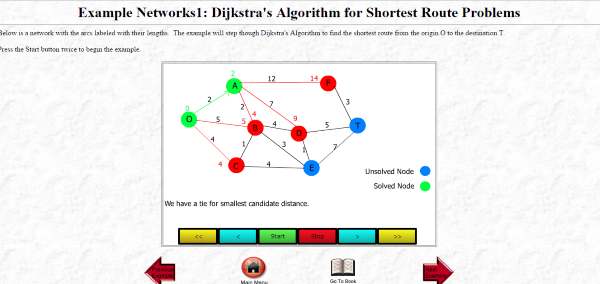 Example Networks1: Dijkstra's Algorithm for Shortest Route Problems
Below is a network with the arcs labeled with their lengths. The example will step though Dijkstra's Algorithm to find the shortest route from the origin O to the destination T.
Press the Start button twice to begin the example.
2
A
12
14
F
2
2
7
3
0
O
5
5
4
B
4
9
D
5
T
4
1
3
1
7
4
C
4
E
Unsolved Node
Solved Node
We have a tie for smallest candidate distance.
<< < Start Stop > >>
Previous Example
Main Menu
Go To Book
Next Example